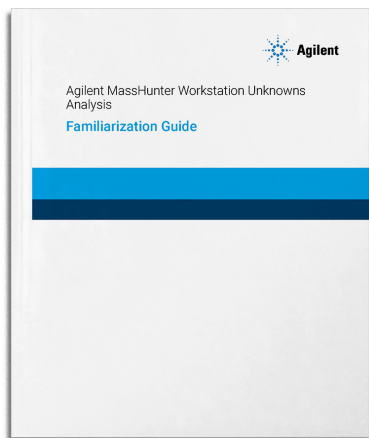 Agilent
Agilent MassHunter Workstation Unknowns
Analysis
Familiarization Guide